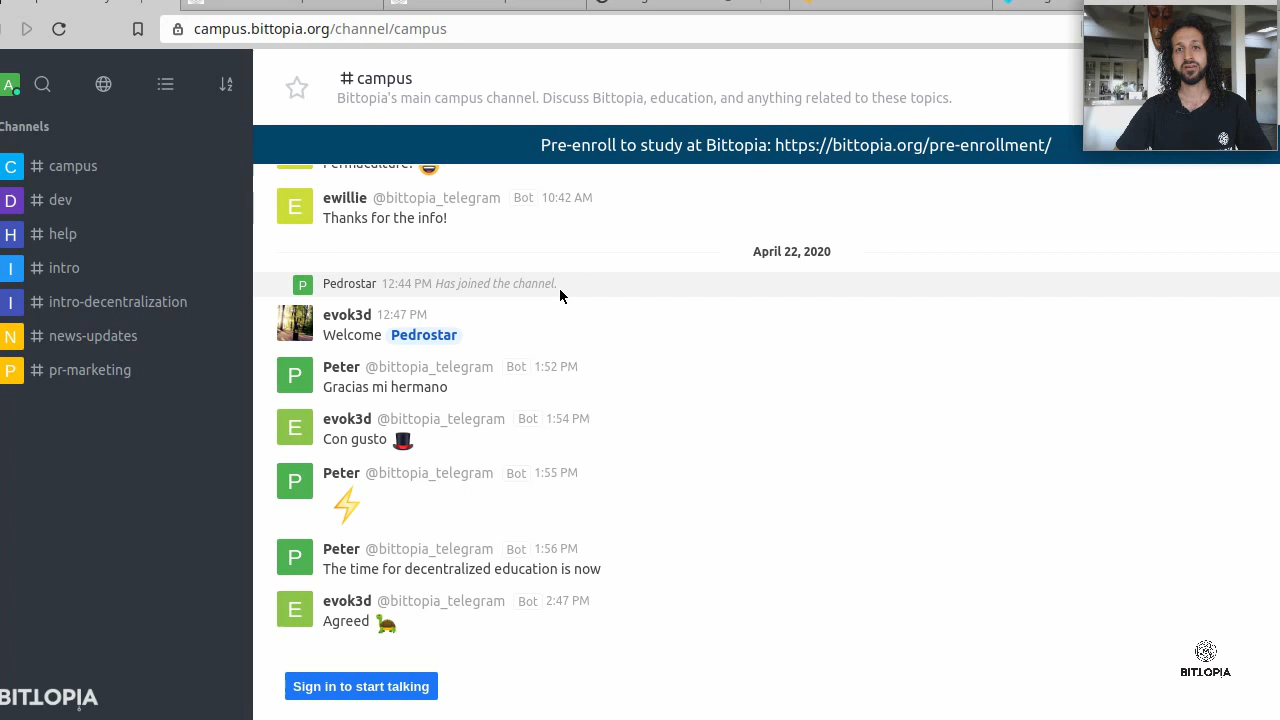 campus.bittopia.org/channel/campus
A
Channels
C # campus
D # dev
H # help
I # intro
I # intro-decentralization
N # news-updates
P # pr-marketing
BITTOPIA
# campus
Bittopia's main campus channel. Discuss Bittopia, education, and anything related to these topics.
Pre-enroll to study at Bittopia: https://bittopia.org/pre-enrollment/
Permaculture! 😄
E
ewillie @bittopia_telegram Bot 10:42 AM
Thanks for the info!
April 22, 2020
P Pedrostar 12:44 PM Has joined the channel.
evok3d 12:47 PM
Welcome Pedrostar
P
Peter @bittopia_telegram Bot 1:52 PM
Gracias mi hermano
E
evok3d @bittopia_telegram Bot 1:54 PM
Con gusto 🎩
P
Peter @bittopia_telegram Bot 1:55 PM
⚡
P
Peter @bittopia_telegram Bot 1:56 PM
The time for decentralized education is now
E
evok3d @bittopia_telegram Bot 2:47 PM
Agreed 🐢
Sign in to start talking
BITTOPIA